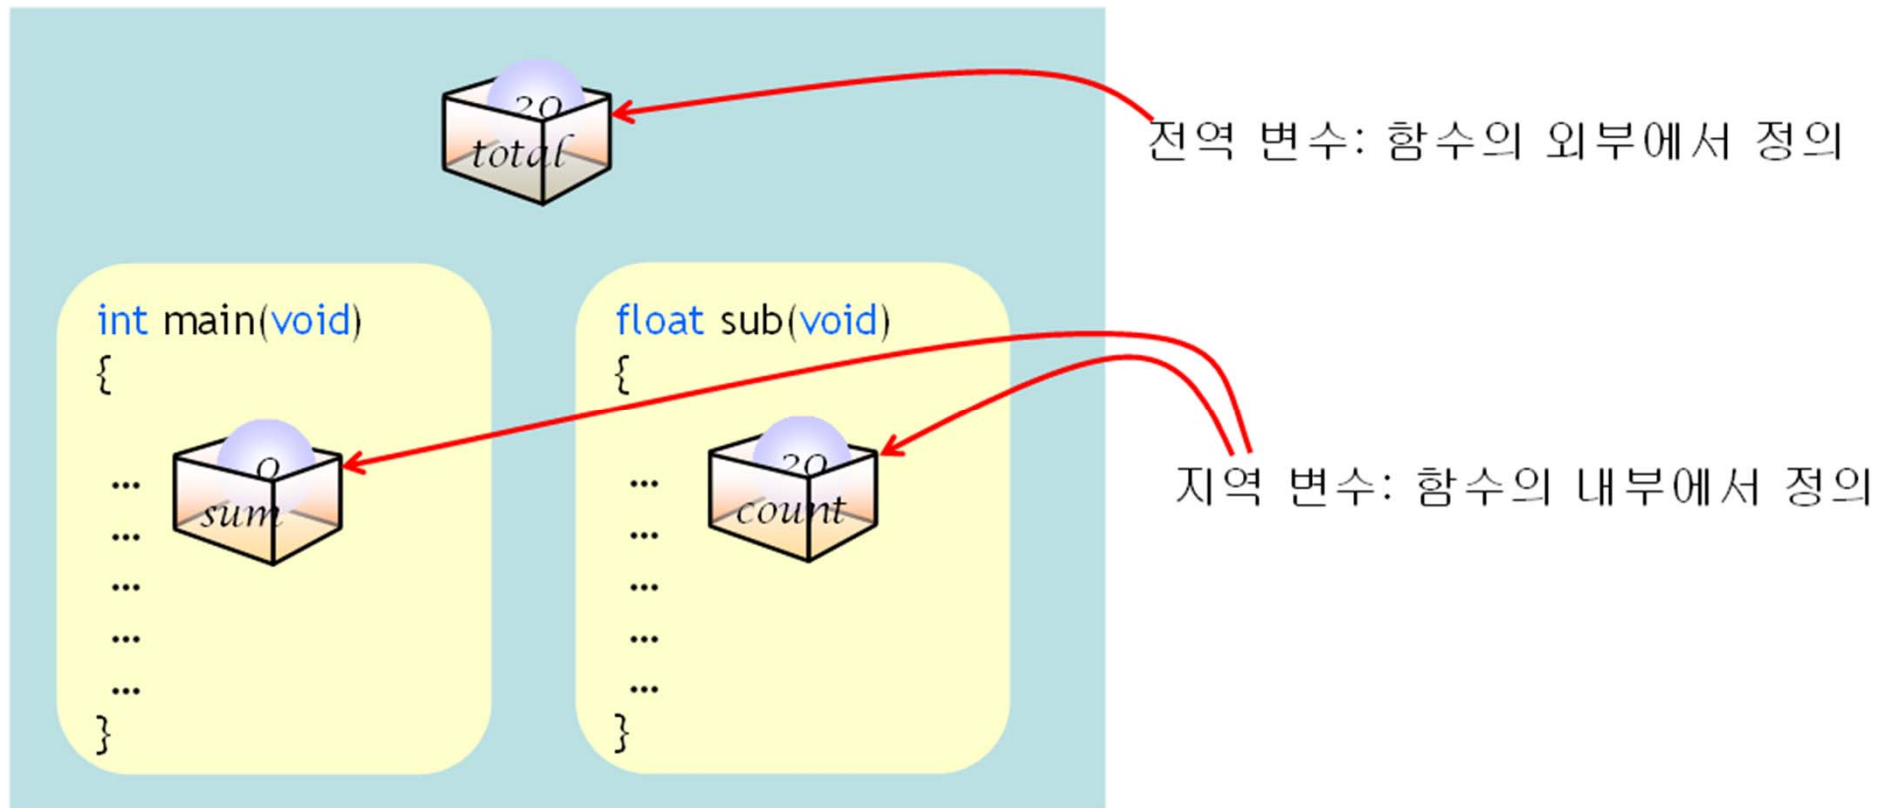 20
total
전역 변수: 함수의 외부에서 정의
int main(void)
{
0
sum
...
...
...
...
...
}
float sub(void)
{
20
count
...
...
...
...
...
}
지역 변수: 함수의 내부에서 정의